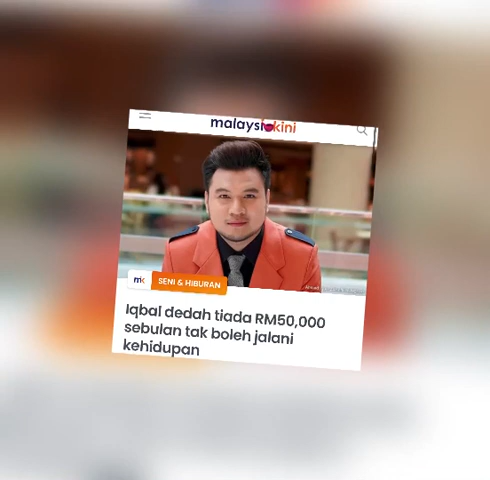 malaysiakini
mk SENI & HIBURAN
Iqbal dedah tiada RM50,000
sebulan tak boleh jalani
kehidupan